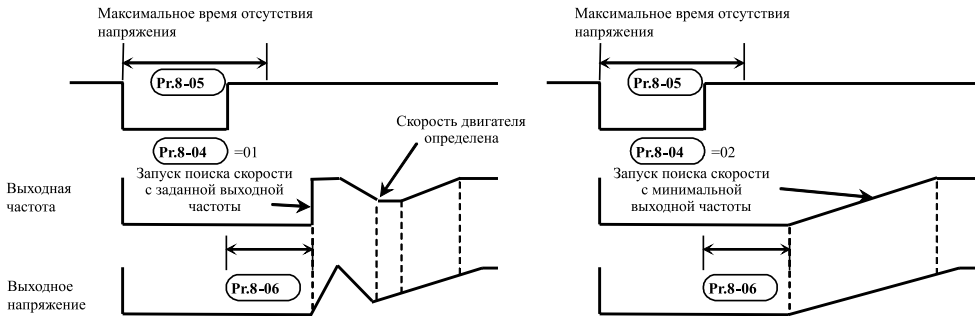 Максимальное время отсутствия
напряжения
Pr.8-05
Pr.8-04 =01
Скорость двигателя
определена
Запуск поиска скорости
с заданной выходной
частоты
Выходная
частота
Pr.8-06
Выходное
напряжение
Максимальное время отсутствия
напряжения
Pr.8-05
Pr.8-04 =02
Запуск поиска скорости
с минимальной
выходной частоты
Pr.8-06